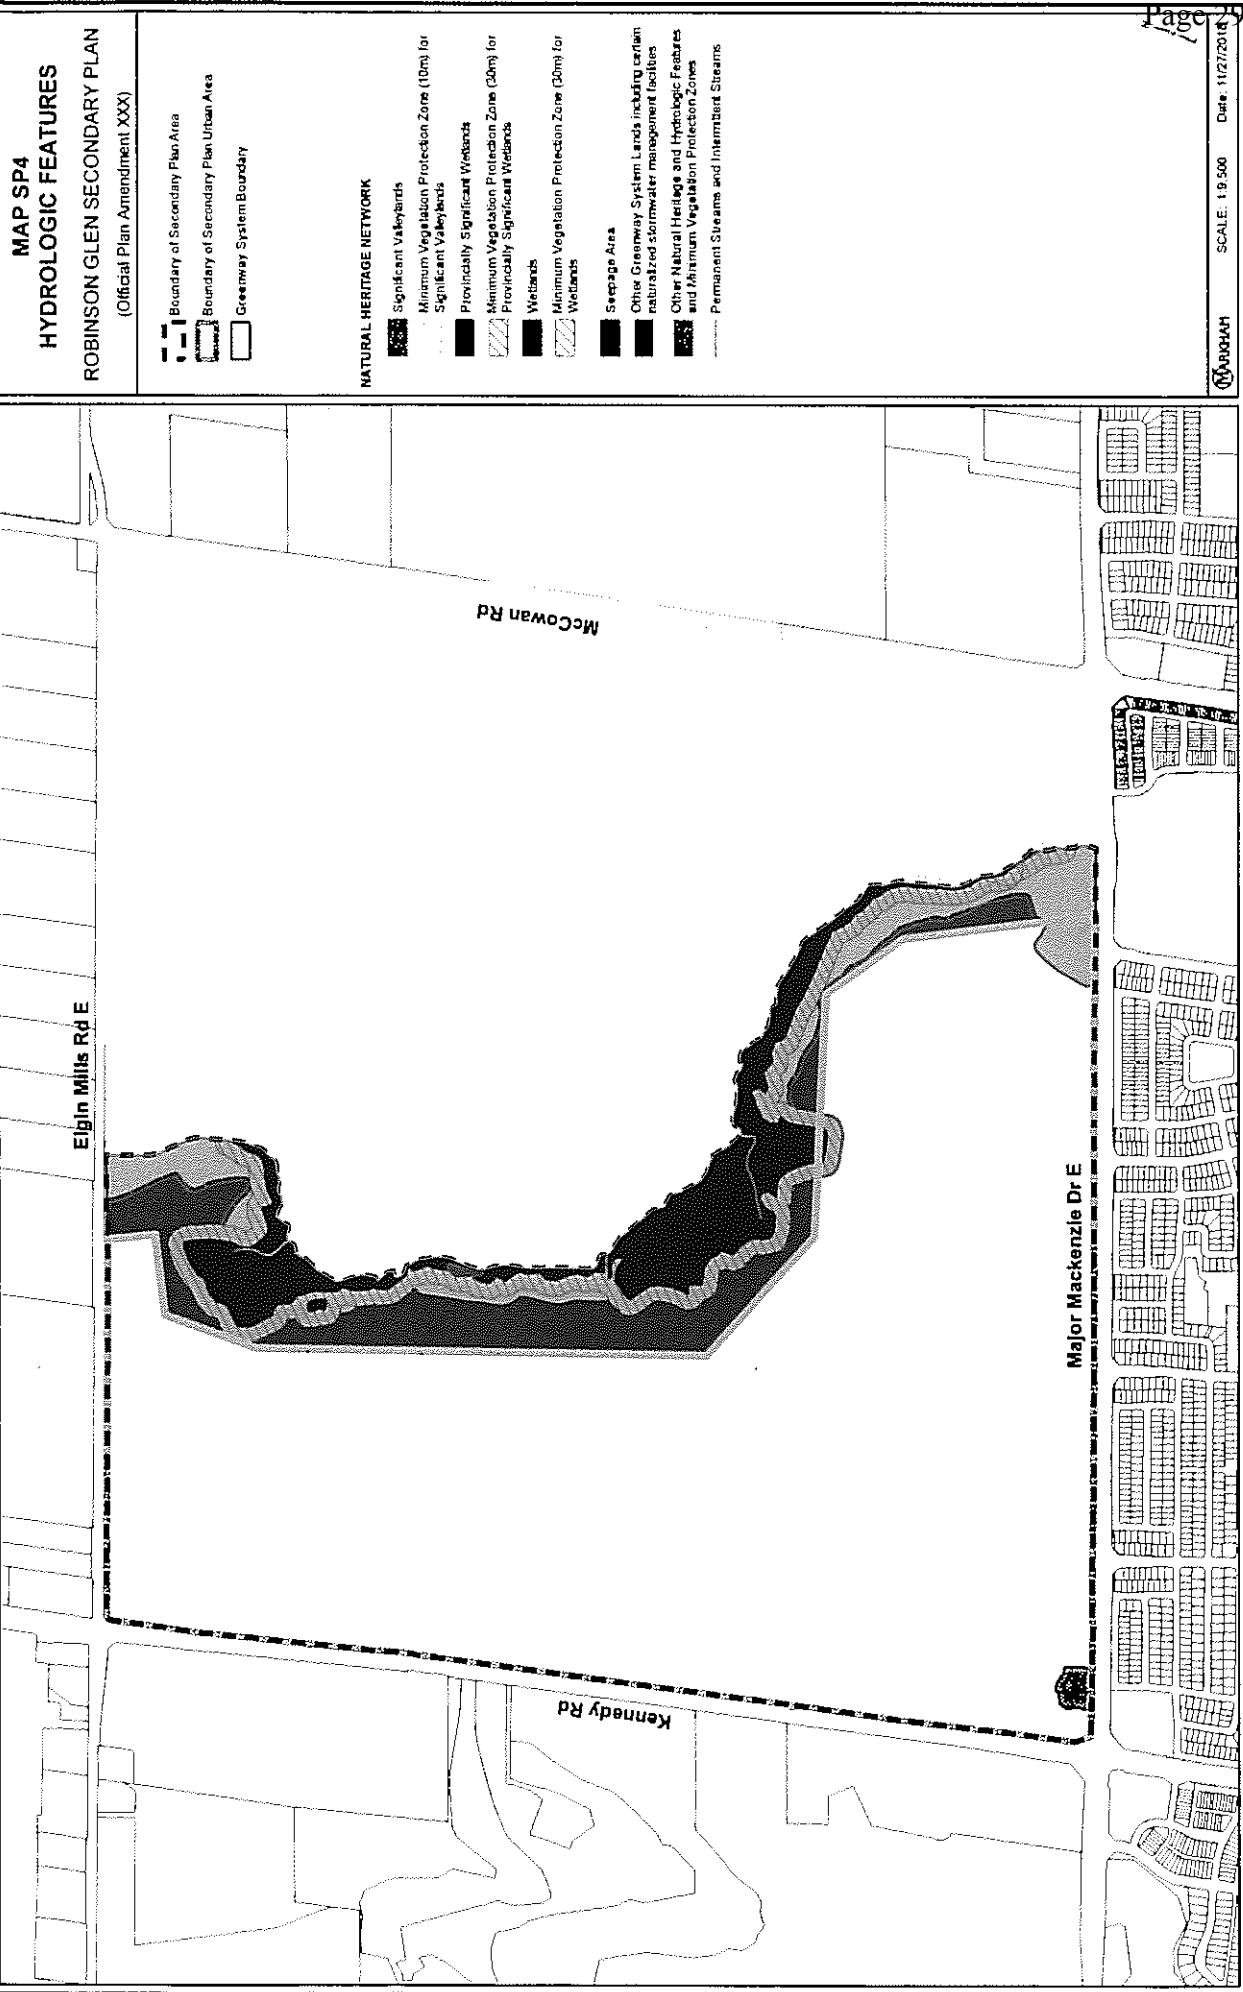 Page 29
MAP SP4
HYDROLOGIC FEATURES
ROBINSON GLEN SECONDARY PLAN
(Official Plan Amendment XXX)
Boundary of Secondary Plan Area
Boundary of Secondary Plan Urban Area
Greenway System Boundary
NATURAL HERITAGE NETWORK
Significant Valleylands
Minimum Vegetation Protection Zone (10m) for
Significant Valleylands
Provincially Significant Wetlands
Minimum Vegetation Protection Zone (30m) for
Provincially Significant Wetlands
Wetlands
Minimum Vegetation Protection Zone (30m) for
Wetlands
Seepage Area
Other Greenway System Lands including certain
naturalized stormwater management facilities
Other Natural Heritage and Hydrologic Features
and Minimum Vegetation Protection Zones
Permanent Streams and Intermittent Streams
MARKHAM
SCALE: 1:9,500
Date: 11/27/2018
Elgin Mills Rd E
McCowan Rd
Kennedy Rd
Major Mackenzie Dr E